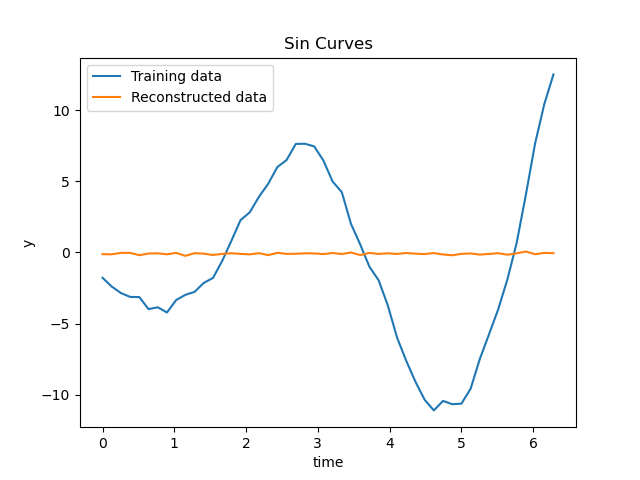 Sin Curves
Training data
Reconstructed data
10
5
0
−5
−10
y
0 1 2 3 4 5 6
time